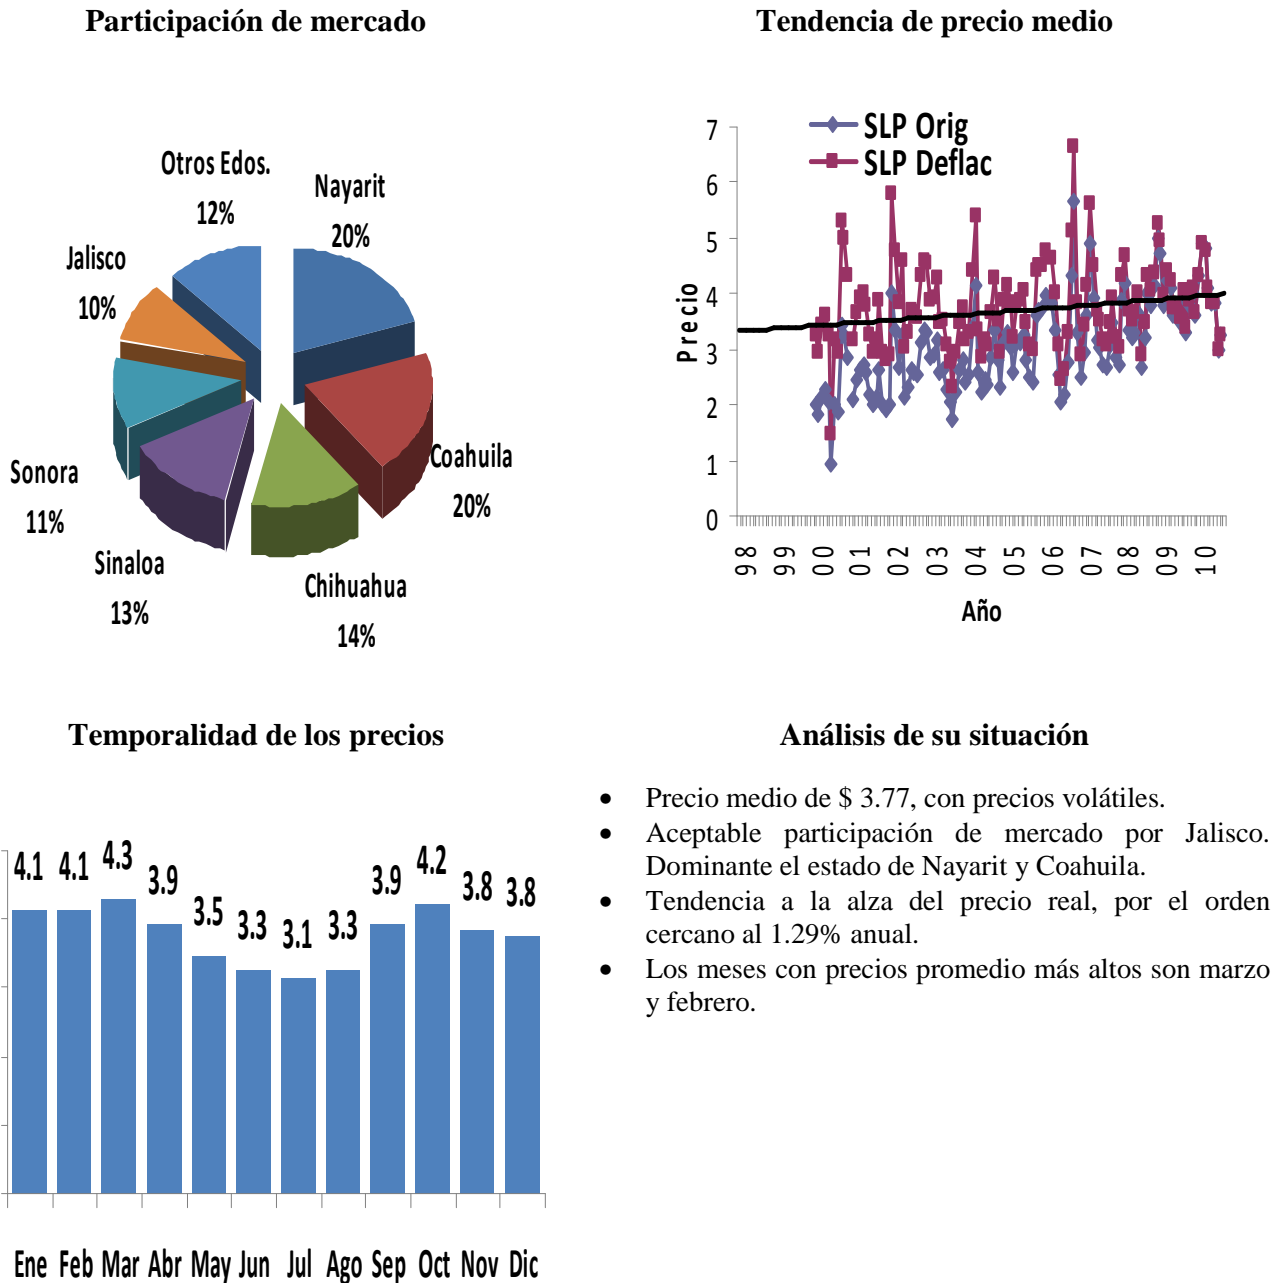 Participación de mercado
Otros Edos.
12%
Nayarit
20%
Jalisco
10%
Coahuila
20%
Sonora
11%
Sinaloa
13%
Chihuahua
14%
Tendencia de precio medio
SLP Orig
SLP Deflac
7
6
5
4
3
2
1
0
Precio
98
99
00
01
02
03
04
05
06
07
08
09
10
Año
Temporalidad de los precios
4.1
4.1
4.3
3.9
3.5
3.3
3.1
3.3
3.9
4.2
3.8
3.8
Ene Feb Mar Abr May Jun Jul Ago Sep Oct Nov Dic
Análisis de su situación
• Precio medio de $ 3.77, con precios volátiles.
• Aceptable participación de mercado por Jalisco.
Dominante el estado de Nayarit y Coahuila.
• Tendencia a la alza del precio real, por el orden
cercano al 1.29% anual.
• Los meses con precios promedio más altos son marzo
y febrero.